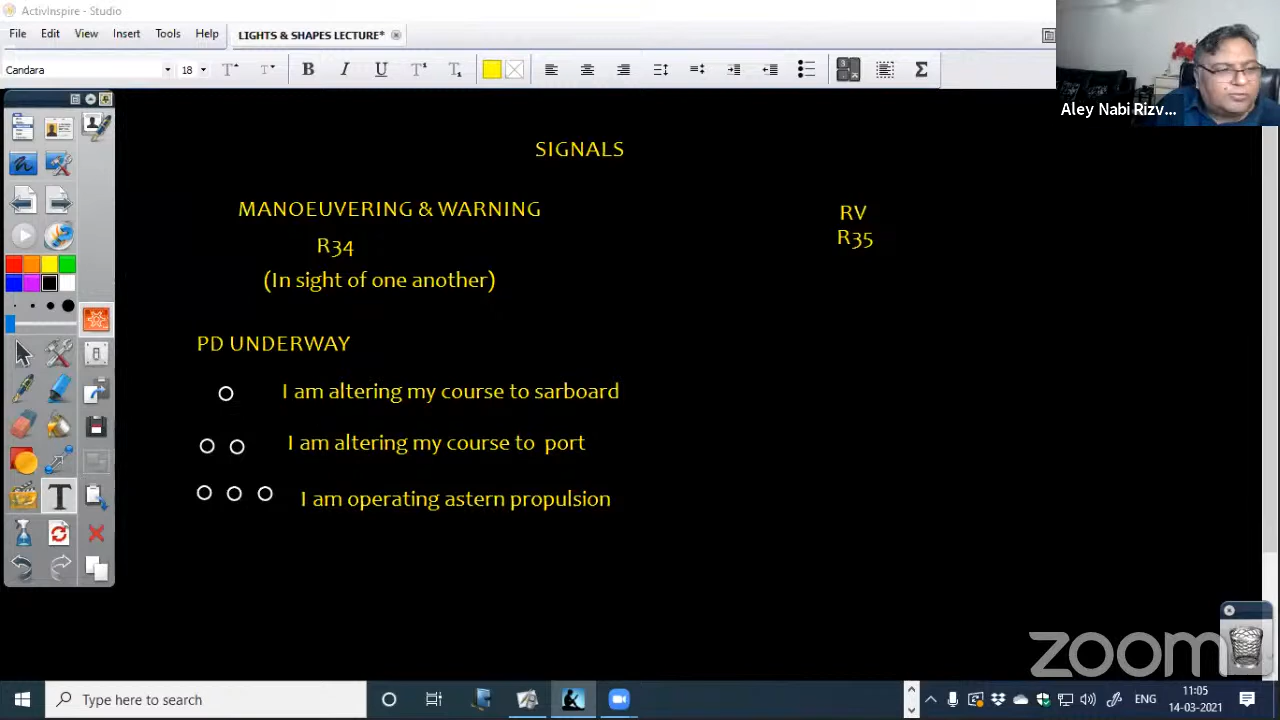 ActivInspire - Studio
File Edit View Insert Tools Help
LIGHTS & SHAPES LECTURE*
Candara 18
Aley Nabi Rizv...
SIGNALS
MANOEUVERING & WARNING
R34
(In sight of one another)
RV
R35
PD UNDERWAY
I am altering my course to sarboard
I am altering my course to port
I am operating astern propulsion
zoom
Type here to search
ENG
11:05
14-03-2021